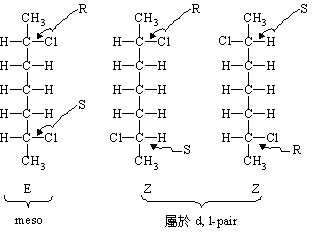 R R S
CH₃ CH₃ CH₃
H—C—Cl H—C—Cl Cl—C—H
H—C—H H—C—H H—C—H
H—C—H H—C—H H—C—H
S
H—C—H H—C—H H—C—H
H—C—Cl Cl—C—H H—C—Cl
S R
CH₃ CH₃ CH₃
E Z Z
meso 屬於 d, l-pair